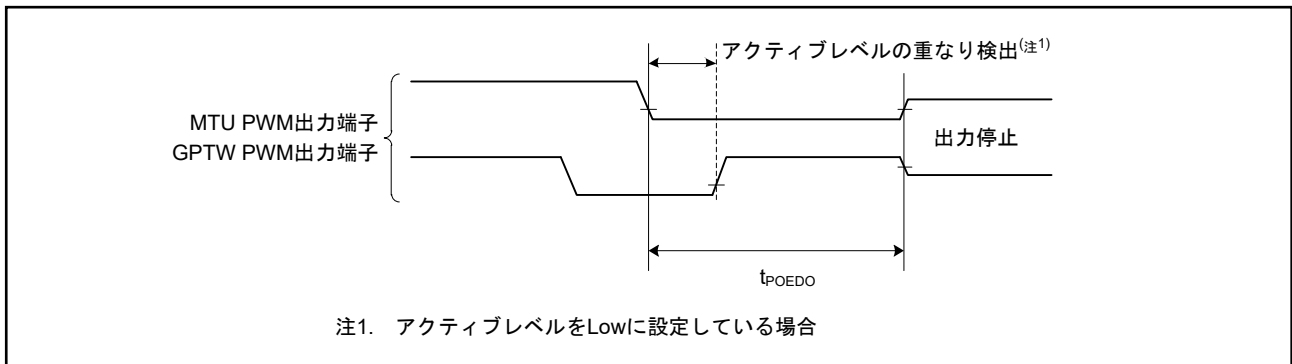 アクティブレベルの重なり検出(注1)
MTU PWM出力端子
GPTW PWM出力端子
出力停止
tPOEDO
注1. アクティブレベルをLowに設定している場合